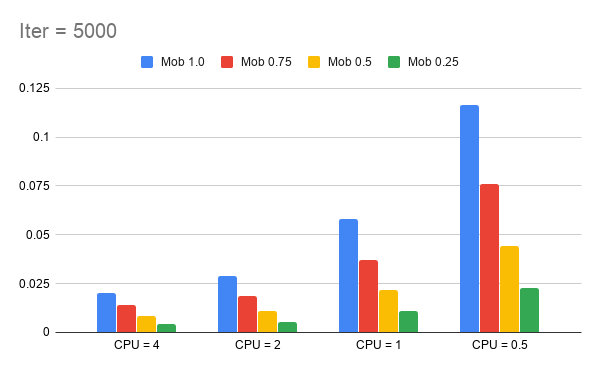 Iter = 5000
Mob 1.0 Mob 0.75 Mob 0.5 Mob 0.25
0.125
0.1
0.075
0.05
0.025
0
CPU = 4 CPU = 2 CPU = 1 CPU = 0.5